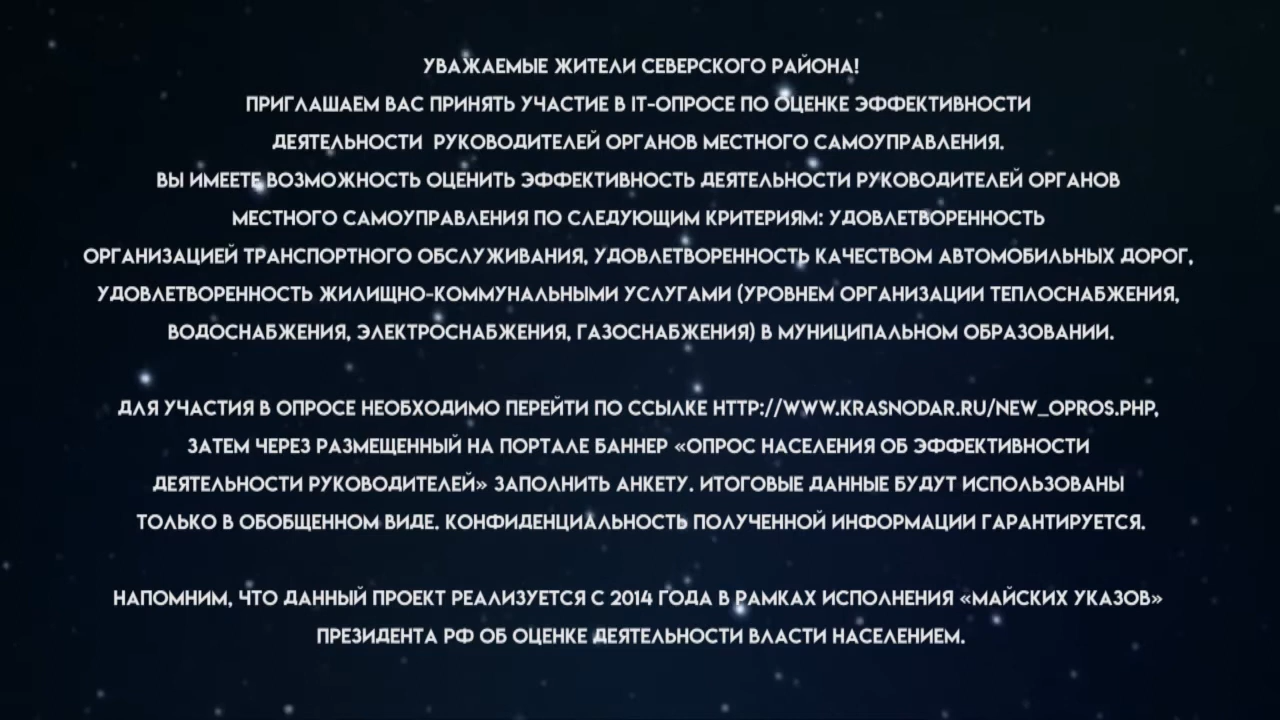 УВАЖАЕМЫЕ ЖИТЕЛИ СЕВЕРСКОГО РАЙОНА!
ПРИГЛАШАЕМ ВАС ПРИНЯТЬ УЧАСТИЕ В IT-ОПРОСЕ ПО ОЦЕНКЕ ЭФФЕКТИВНОСТИ
ДЕЯТЕЛЬНОСТИ РУКОВОДИТЕЛЕЙ ОРГАНОВ МЕСТНОГО САМОУПРАВЛЕНИЯ.
ВЫ ИМЕЕТЕ ВОЗМОЖНОСТЬ ОЦЕНИТЬ ЭФФЕКТИВНОСТЬ ДЕЯТЕЛЬНОСТИ РУКОВОДИТЕЛЕЙ ОРГАНОВ
МЕСТНОГО САМОУПРАВЛЕНИЯ ПО СЛЕДУЮЩИМ КРИТЕРИЯМ: УДОВЛЕТВОРЕННОСТЬ
ОРГАНИЗАЦИЕЙ ТРАНСПОРТНОГО ОБСЛУЖИВАНИЯ, УДОВЛЕТВОРЕННОСТЬ КАЧЕСТВОМ АВТОМОБИЛЬНЫХ ДОРОГ,
УДОВЛЕТВОРЕННОСТЬ ЖИЛИЩНО-КОММУНАЛЬНЫМИ УСЛУГАМИ (УРОВНЕМ ОРГАНИЗАЦИИ ТЕПЛОСНАБЖЕНИЯ,
ВОДОСНАБЖЕНИЯ, ЭЛЕКТРОСНАБЖЕНИЯ, ГАЗОСНАБЖЕНИЯ) В МУНИЦИПАЛЬНОМ ОБРАЗОВАНИИ.
ДЛЯ УЧАСТИЯ В ОПРОСЕ НЕОБХОДИМО ПЕРЕЙТИ ПО ССЫЛКЕ HTTP://WWW.KRASNODAR.RU/NEW_OPROS.PHP,
ЗАТЕМ ЧЕРЕЗ РАЗМЕЩЕННЫЙ НА ПОРТАЛЕ БАННЕР «ОПРОС НАСЕЛЕНИЯ ОБ ЭФФЕКТИВНОСТИ
ДЕЯТЕЛЬНОСТИ РУКОВОДИТЕЛЕЙ» ЗАПОЛНИТЬ АНКЕТУ. ИТОГОВЫЕ ДАННЫЕ БУДУТ ИСПОЛЬЗОВАНЫ
ТОЛЬКО В ОБОБЩЕННОМ ВИДЕ. КОНФИДЕНЦИАЛЬНОСТЬ ПОЛУЧЕННОЙ ИНФОРМАЦИИ ГАРАНТИРУЕТСЯ.
НАПОМНИМ, ЧТО ДАННЫЙ ПРОЕКТ РЕАЛИЗУЕТСЯ С 2014 ГОДА В РАМКАХ ИСПОЛНЕНИЯ «МАЙСКИХ УКАЗОВ»
ПРЕЗИДЕНТА РФ ОБ ОЦЕНКЕ ДЕЯТЕЛЬНОСТИ ВЛАСТИ НАСЕЛЕНИЕМ.